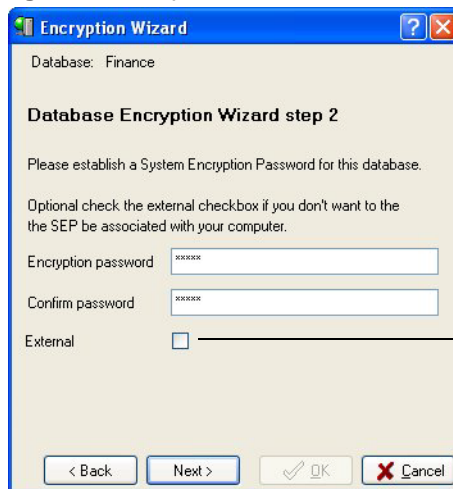 Encryption Wizard
Database: Finance
Database Encryption Wizard step 2
Please establish a System Encryption Password for this database.
Optional check the external checkbox if you don't want to the
the SEP be associated with your computer.
Encryption password *****
Confirm password *****
External
< Back Next > OK Cancel